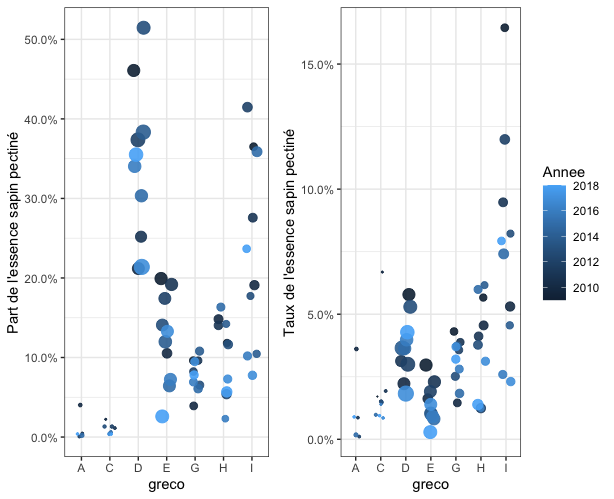 Part de l'essence sapin pectiné
50.0%
40.0%
30.0%
20.0%
10.0%
0.0%
A C D E G H I
greco
Taux de l'essence sapin pectiné
15.0%
10.0%
5.0%
0.0%
A C D E G H I
greco
Annee
2018
2016
2014
2012
2010